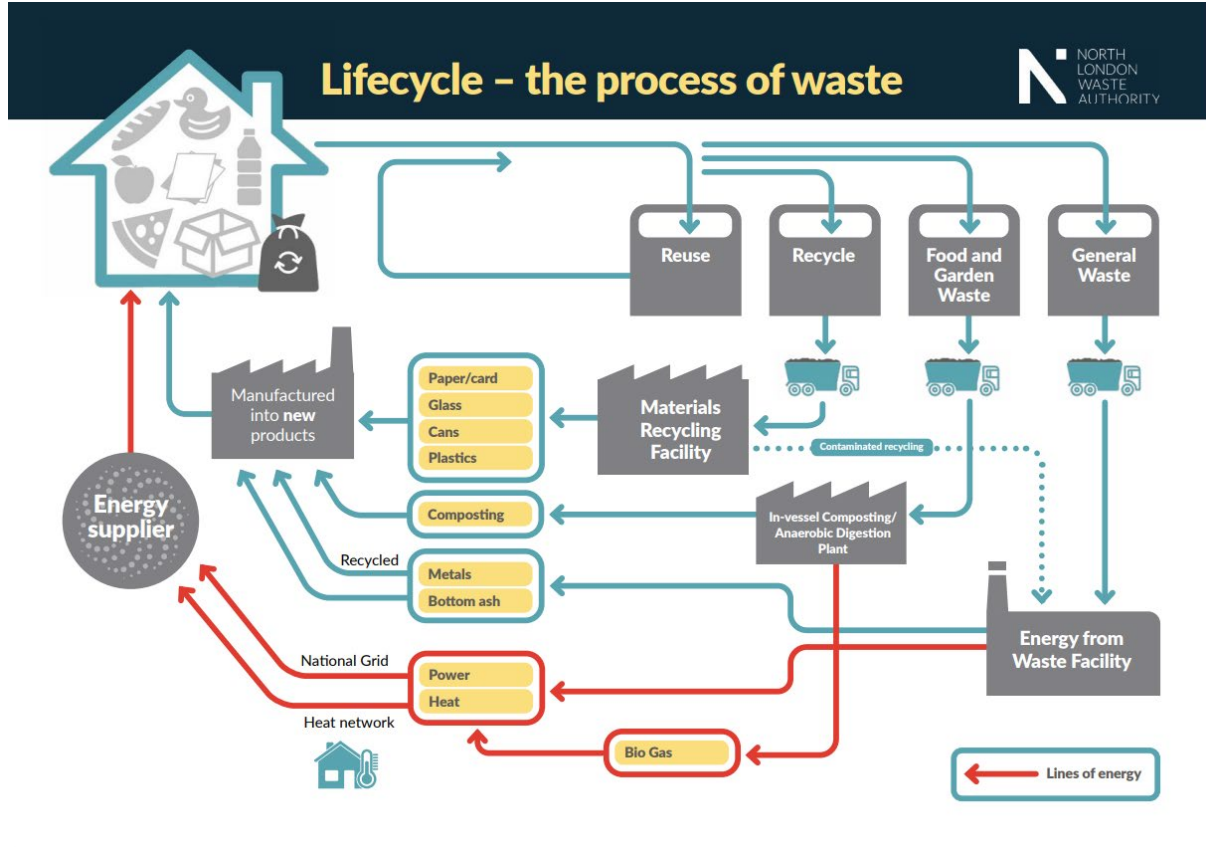 Lifecycle – the process of waste
NORTH
LONDON
WASTE
AUTHORITY
Reuse
Recycle
Food and
Garden
Waste
General
Waste
Manufactured
into new
products
Paper/card
Glass
Cans
Plastics
Materials
Recycling
Facility
Contaminated recycling
Energy
supplier
Composting
In-vessel Composting/
Anaerobic Digestion
Plant
Recycled
Metals
Bottom ash
Energy from
Waste Facility
National Grid
Power
Heat
Heat network
Bio Gas
Lines of energy